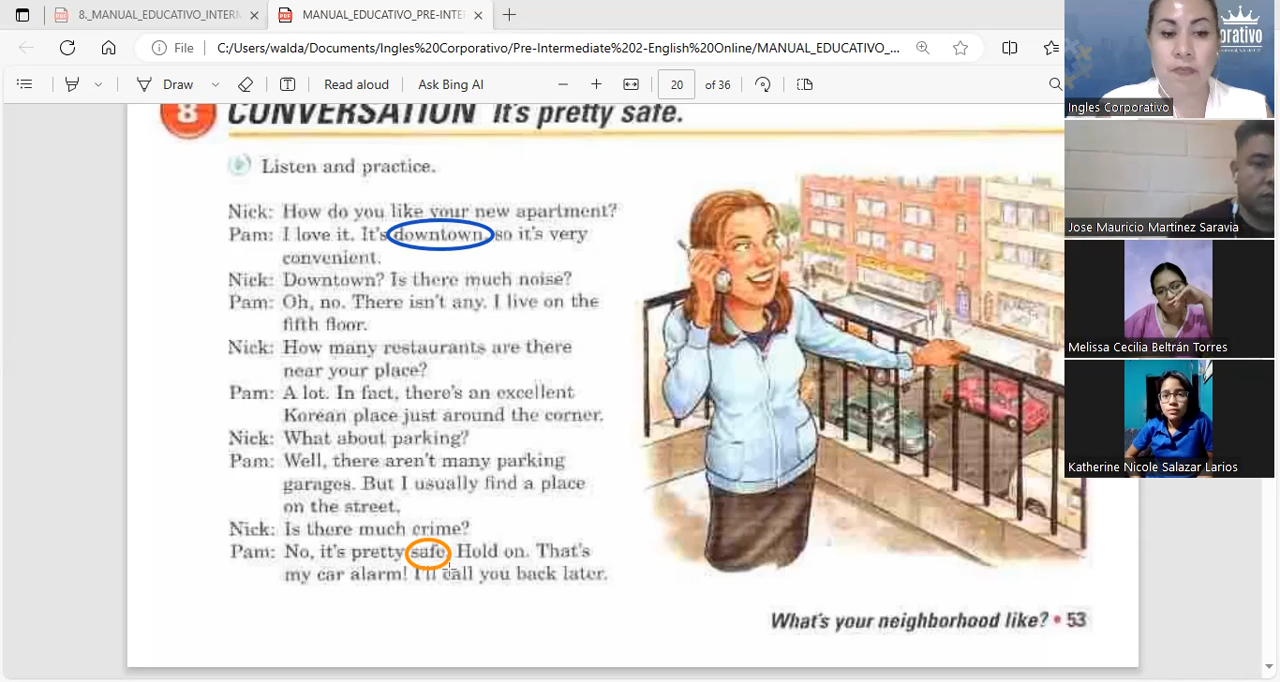 8_MANUAL_EDUCATIVO_INTERM
MANUAL_EDUCATIVO_PRE-INTE
File
C:/Users/walda/Documents/Ingles%20Corporativo/Pre-Intermediate%202-English%20Online/MANUAL_EDUCATIVO_...
Draw
Read aloud
Ask Bing AI
20
of 36
8 CONVERSATION It's pretty safe.
Listen and practice.
Nick: How do you like your new apartment?
Pam: I love it. It's downtown, so it's very
convenient.
Nick: Downtown? Is there much noise?
Pam: Oh, no. There isn't any. I live on the
fifth floor.
Nick: How many restaurants are there
near your place?
Pam: A lot. In fact, there's an excellent
Korean place just around the corner.
Nick: What about parking?
Pam: Well, there aren't many parking
garages. But I usually find a place
on the street.
Nick: Is there much crime?
Pam: No, it's pretty safe. Hold on. That's
my car alarm! I'll call you back later.
What's your neighborhood like? • 53
orativo
Ingles Corporativo
Jose Mauricio Martinez Saravia
Melissa Cecilia Beltrán Torres
Katherine Nicole Salazar Larios